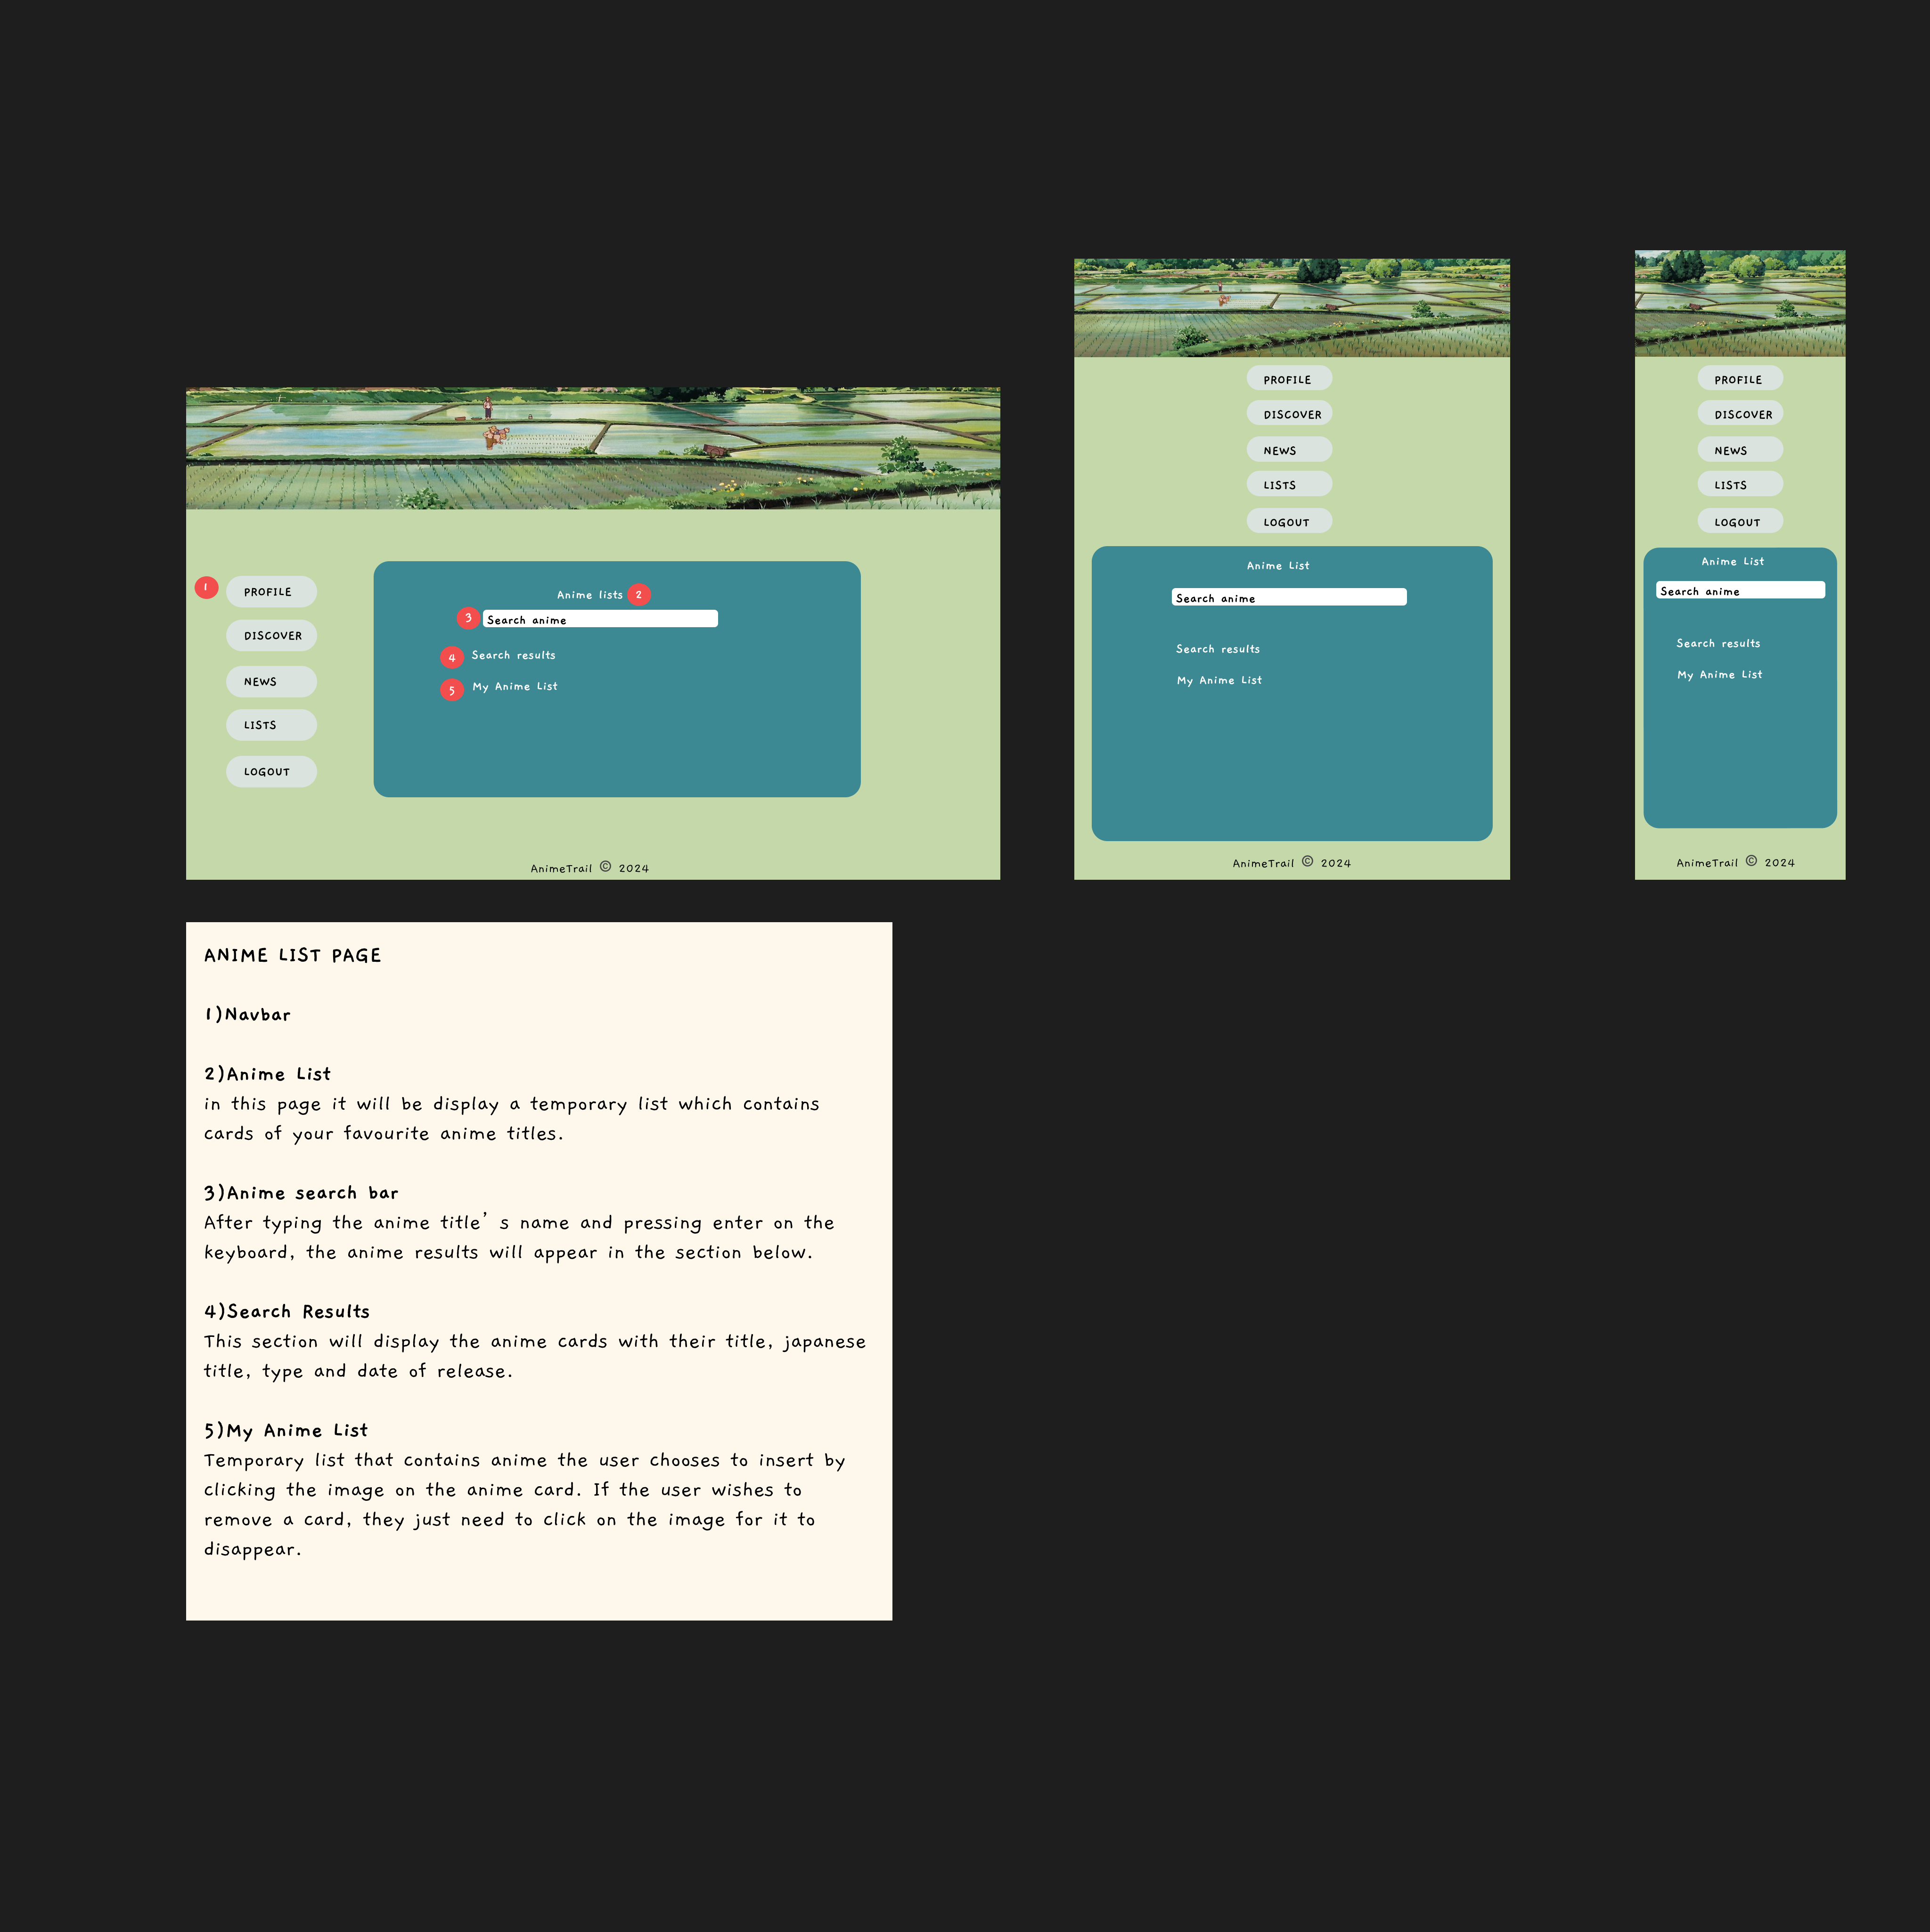 1
PROFILE
DISCOVER
NEWS
LISTS
LOGOUT
Anime lists 2
3 Search anime
4 Search results
5 My Anime List
AnimeTrail © 2024
PROFILE
DISCOVER
NEWS
LISTS
LOGOUT
Anime List
Search anime
Search results
My Anime List
AnimeTrail © 2024
PROFILE
DISCOVER
NEWS
LISTS
LOGOUT
Anime List
Search anime
Search results
My Anime List
AnimeTrail © 2024
ANIME LIST PAGE
1)Navbar
2)Anime List
in this page it will be display a temporary list which contains
cards of your favourite anime titles.
3)Anime search bar
After typing the anime title’s name and pressing enter on the
keyboard, the anime results will appear in the section below.
4)Search Results
This section will display the anime cards with their title, japanese
title, type and date of release.
5)My Anime List
Temporary list that contains anime the user chooses to insert by
clicking the image on the anime card. If the user wishes to
remove a card, they just need to click on the image for it to
disappear.